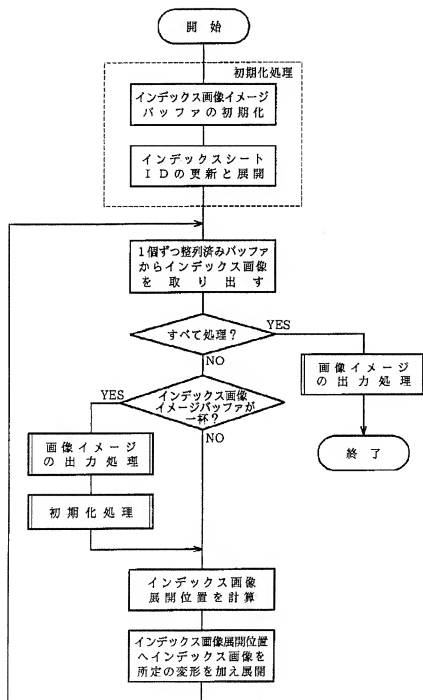 開始
初期化処理
インデックス画像イメージ
バッファの初期化
インデックスシート
IDの更新と展開
1個ずつ整列済みバッファ
からインデックス画像
を取り出す
すべて処理?
YES
NO
画像イメージ
の出力処理
終了
インデックス画像
イメージバッファが
一杯?
YES
NO
画像イメージ
の出力処理
初期化処理
インデックス画像
展開位置を計算
インデックス画像展開位置
へインデックス画像を
所定の変形を加え展開